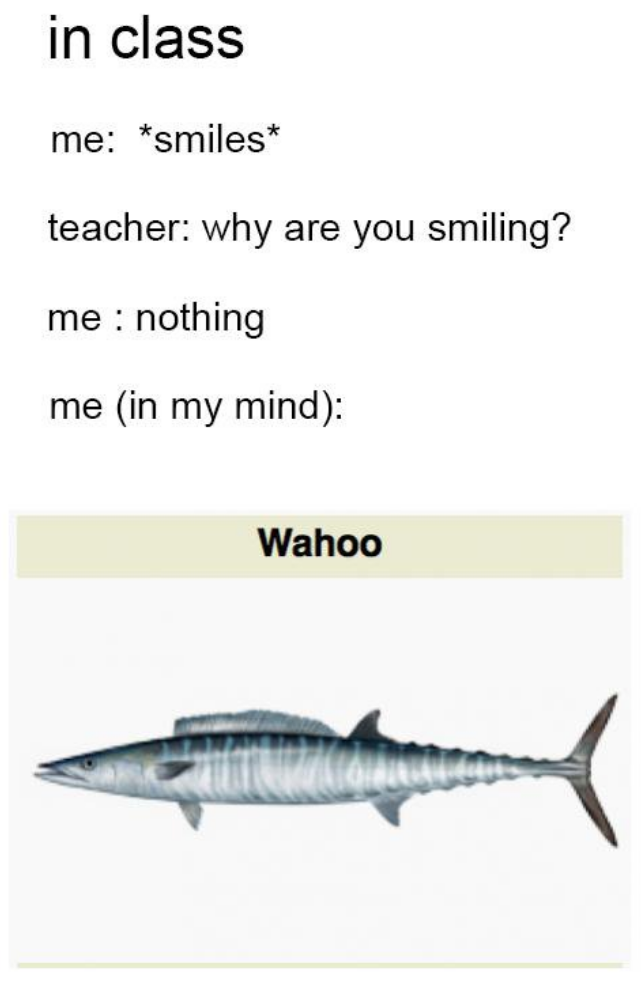 in class
me: *smiles*
teacher: why are you smiling?
me : nothing
me (in my mind):
Wahoo